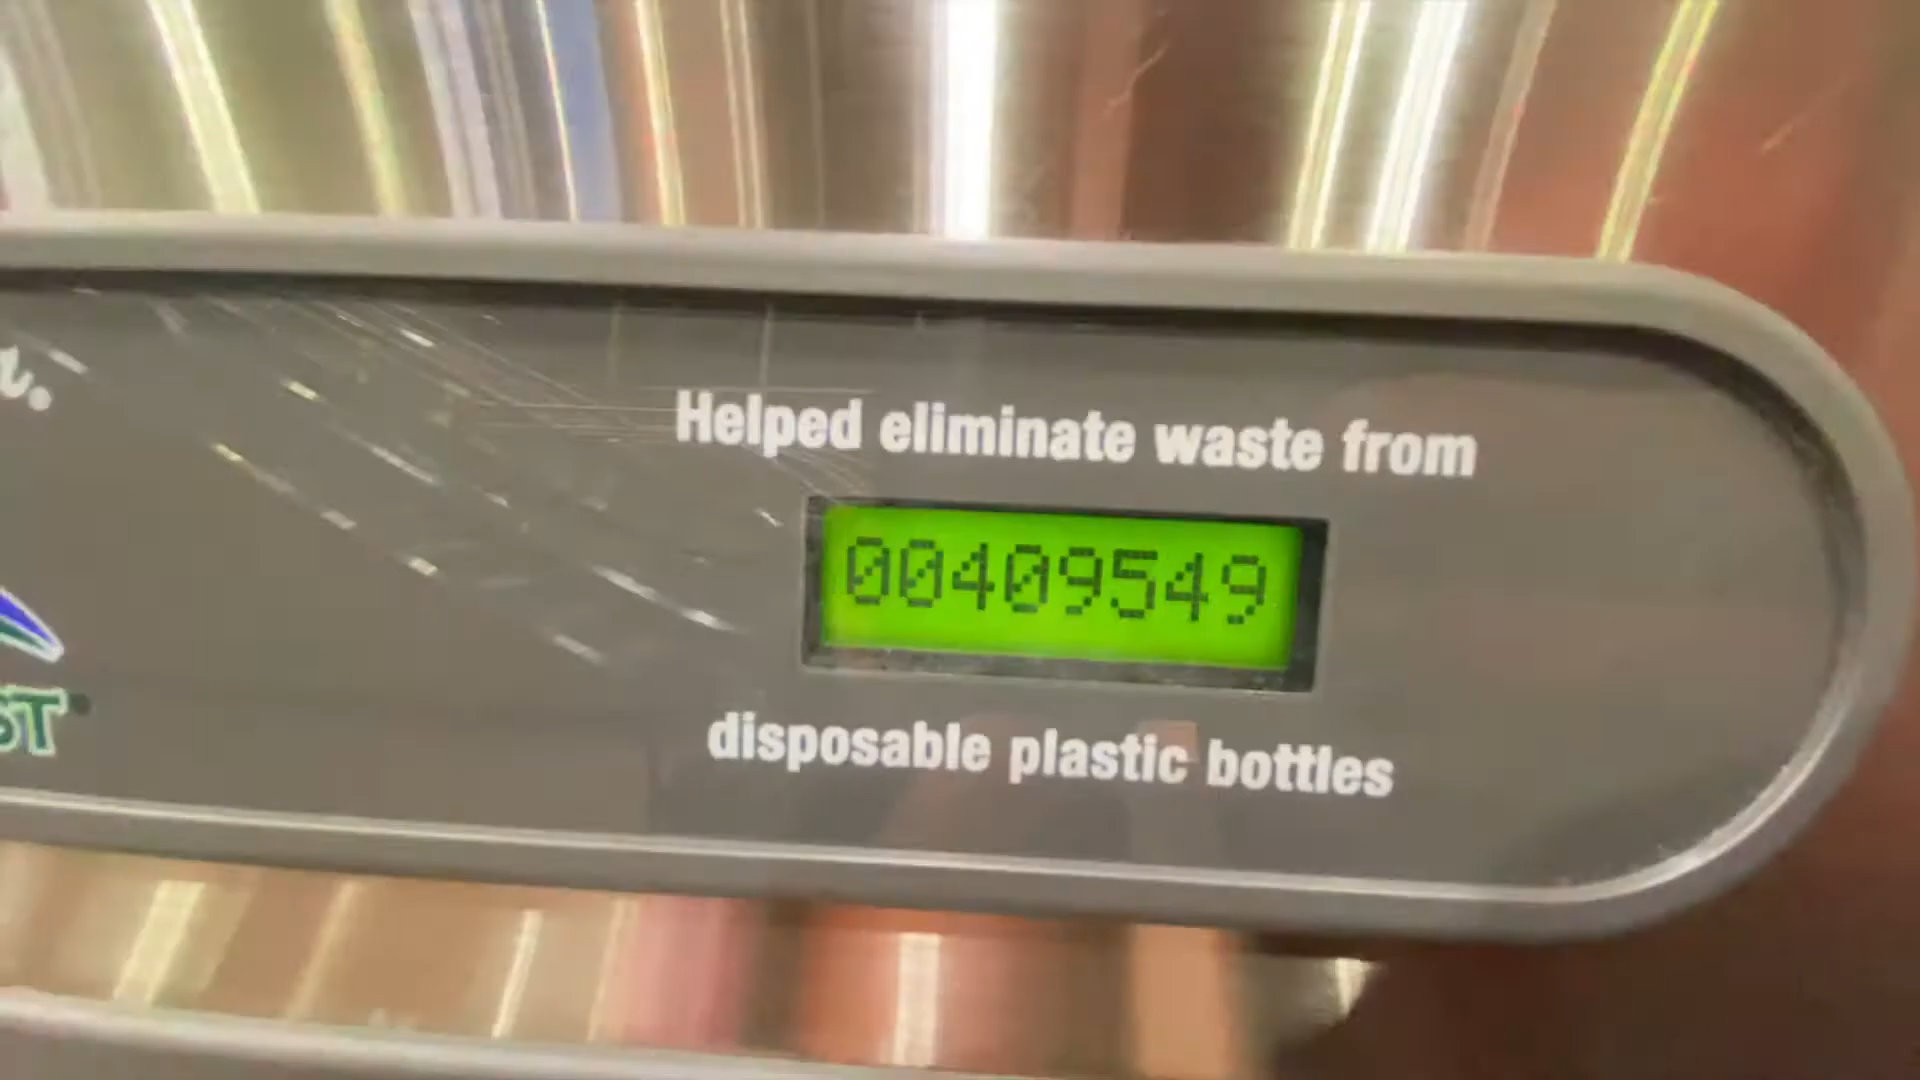 Helped eliminate waste from
00409549
disposable plastic bottles